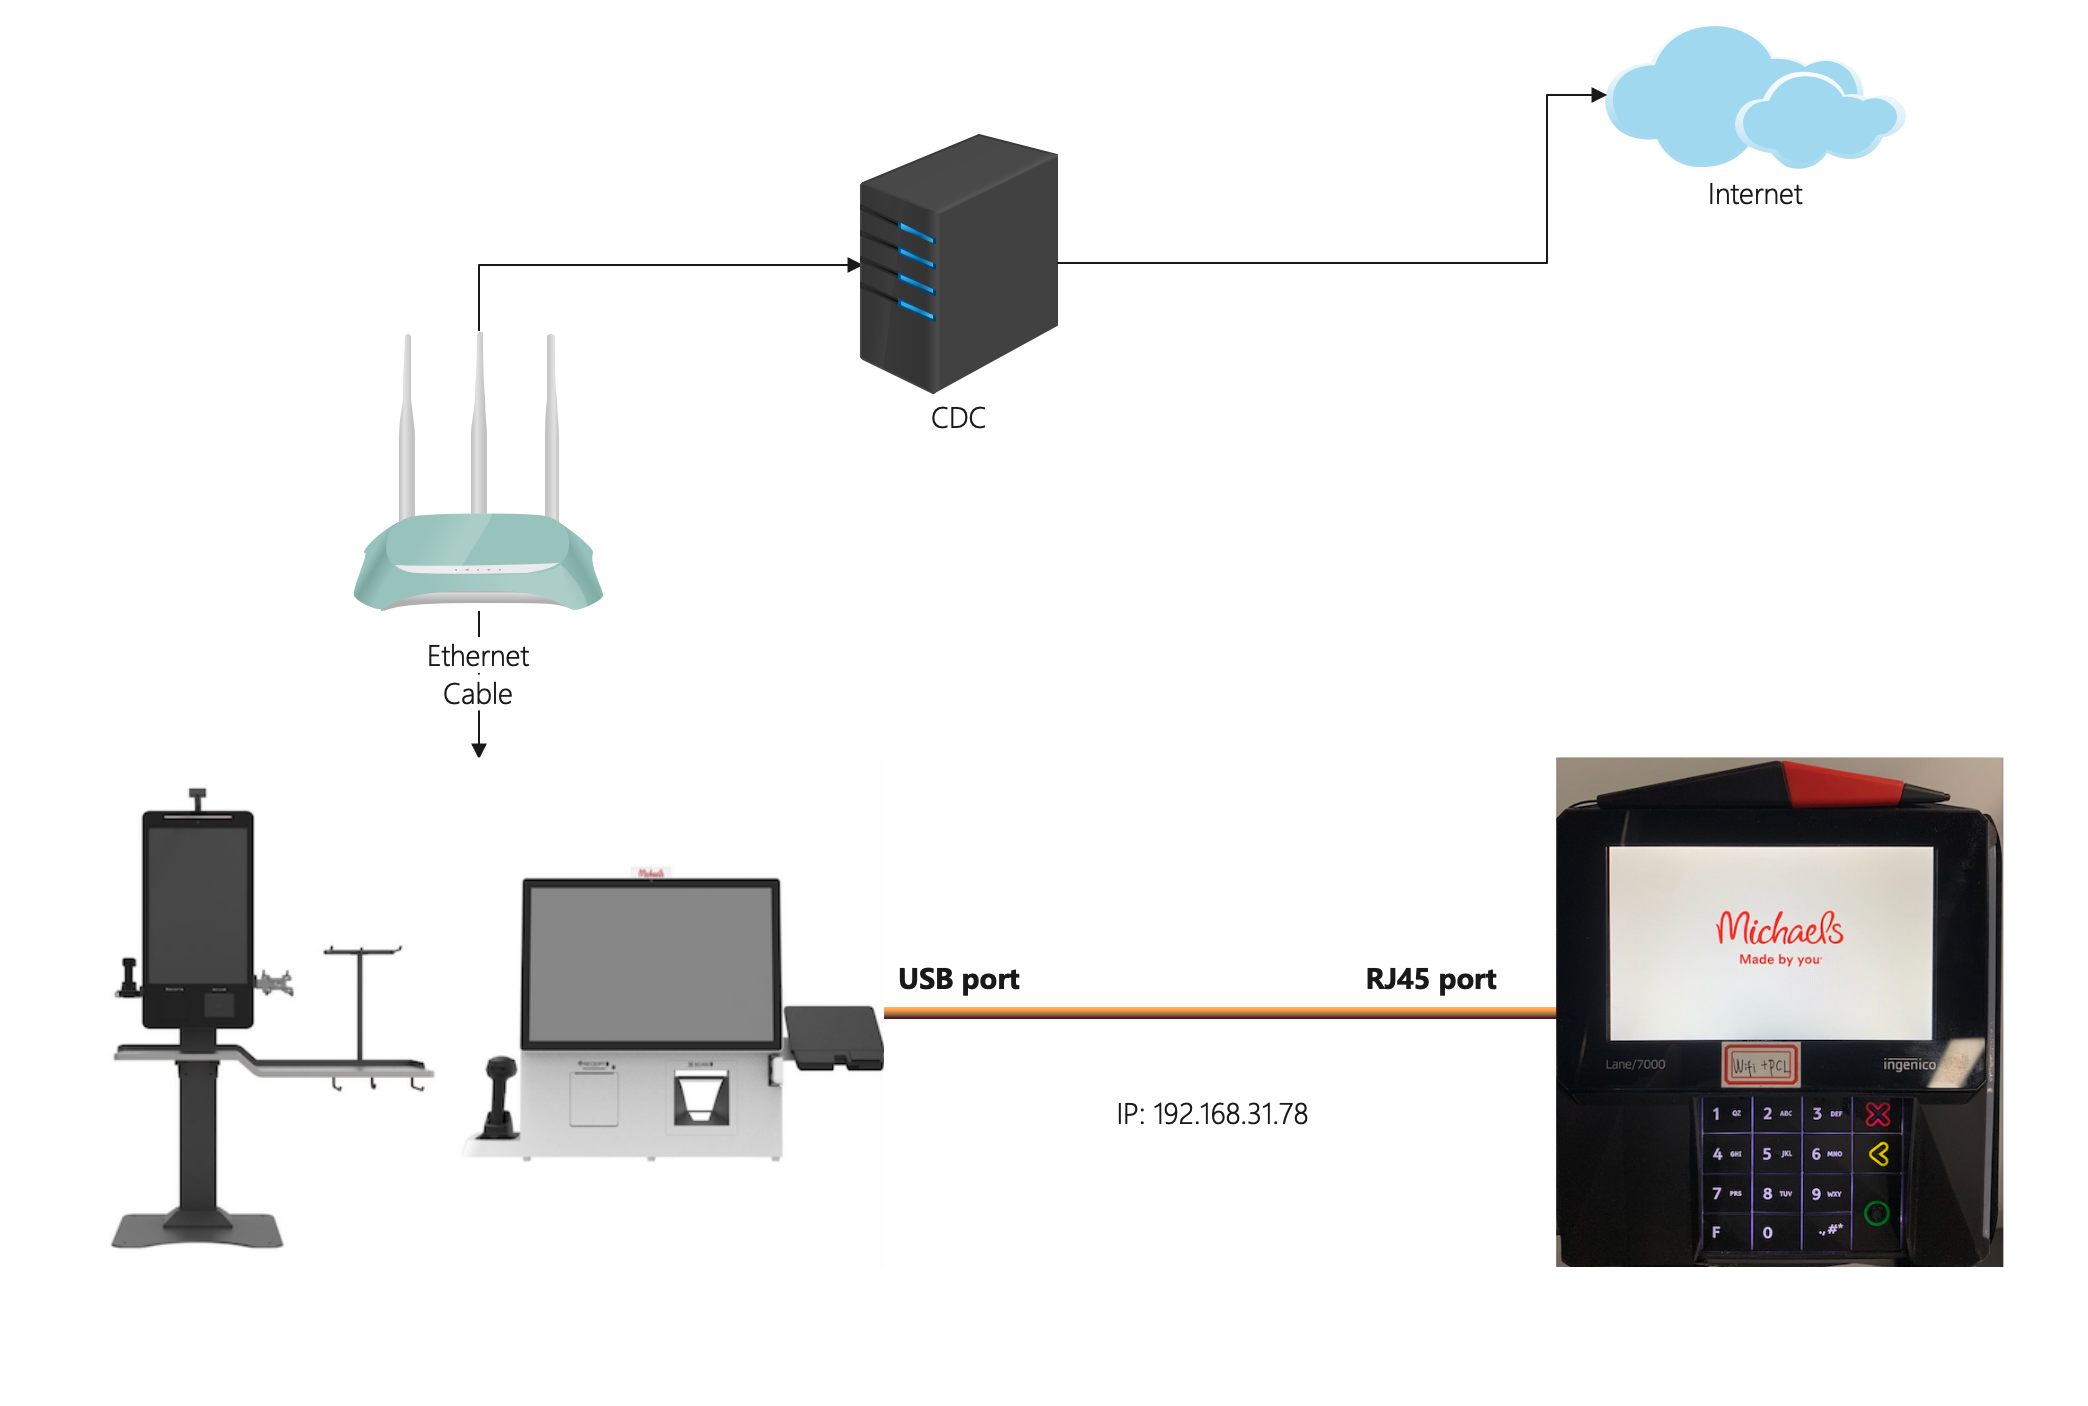 Internet
CDC
Ethernet
Cable
Michaels
USB port
RJ45 port
IP: 192.168.31.78
Michaels
Made by you
Lane/7000
Wifi +PCL
ingenico
1 QZ 2 ABC 3 DEF
4 GHI 5 JKL 6 MNO
7 PRS 8 TUV 9 WXY
F 0 .,#*